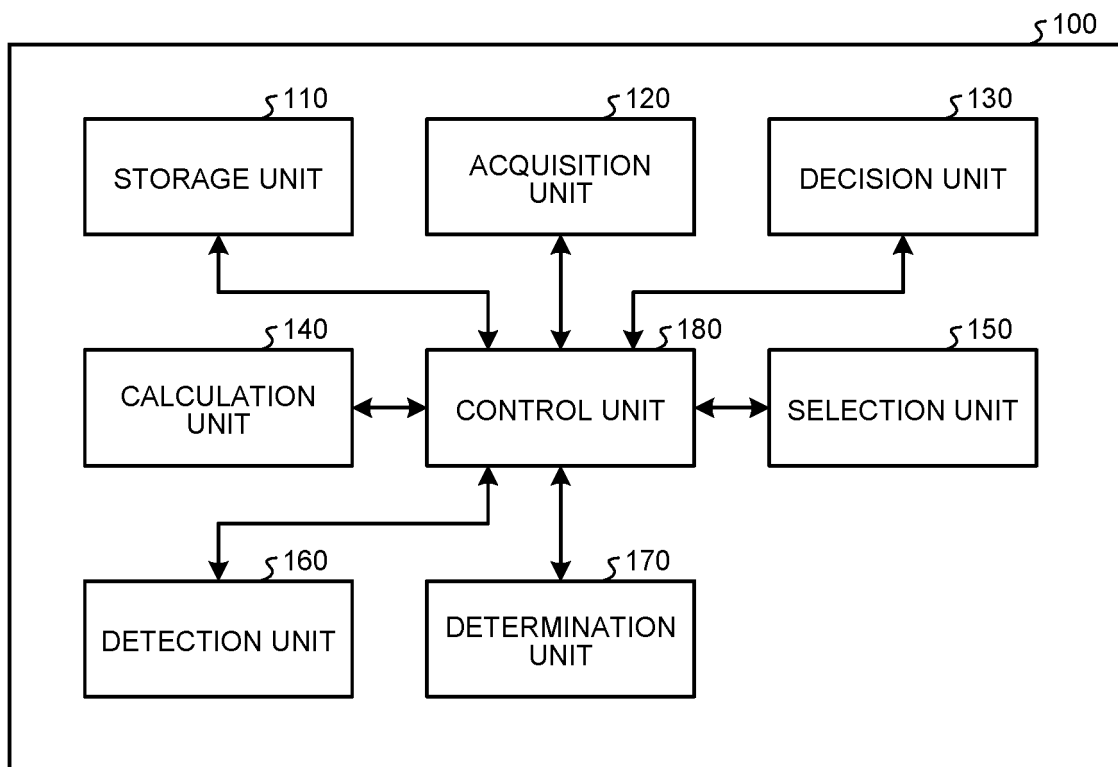 100
110
120
130
STORAGE UNIT
ACQUISITION
UNIT
DECISION UNIT
140
180
150
CALCULATION
UNIT
CONTROL UNIT
SELECTION UNIT
160
170
DETECTION UNIT
DETERMINATION
UNIT